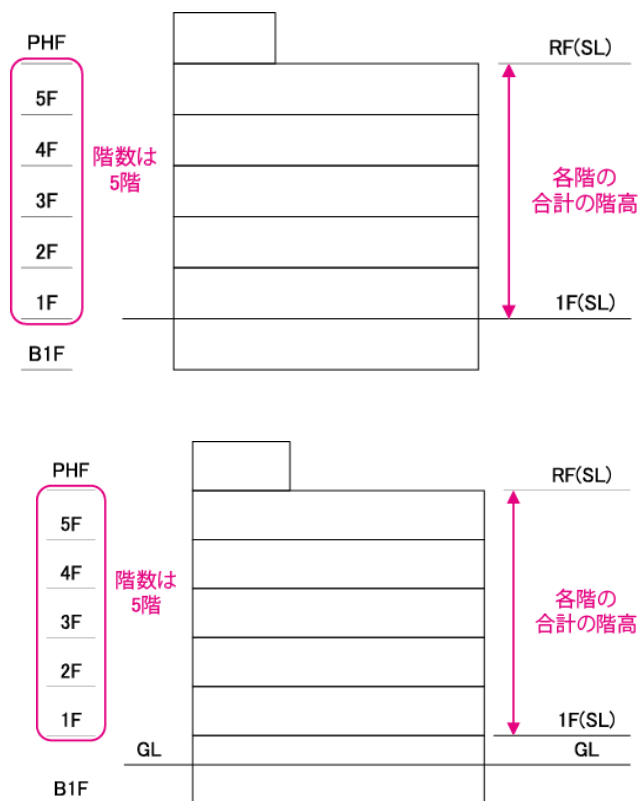 PHF
RF(SL)
5F
4F
階数は
5階
3F
各階の
合計の階高
2F
1F
1F(SL)
B1F
PHF
RF(SL)
5F
4F
階数は
5階
3F
各階の
合計の階高
2F
1F
1F(SL)
GL
GL
B1F